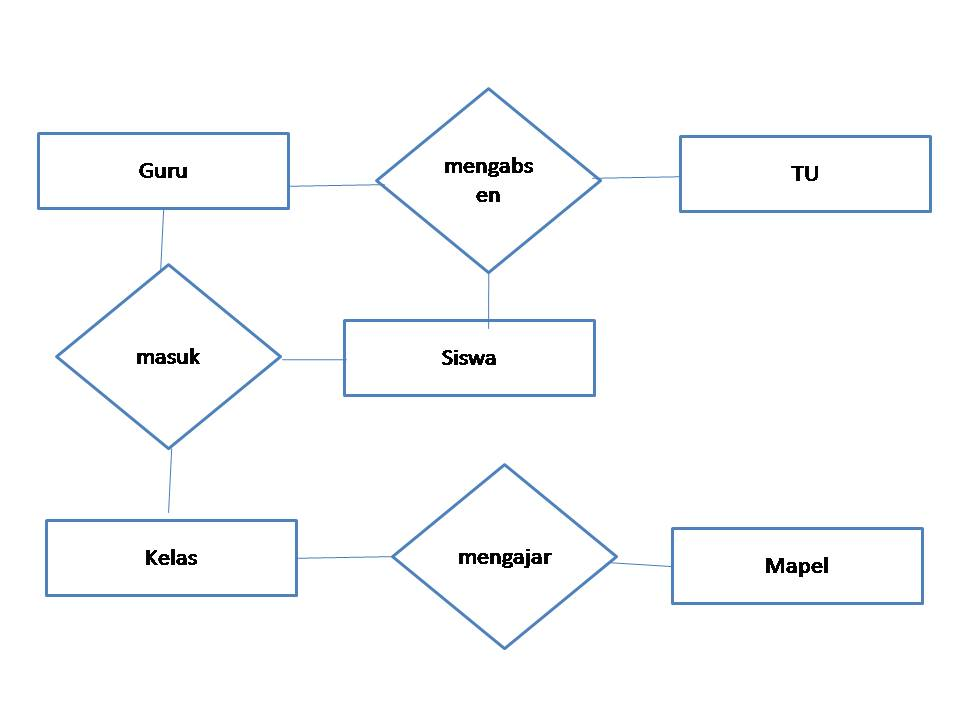 Guru
mengabs
en
TU
masuk
Siswa
Kelas
mengajar
Mapel